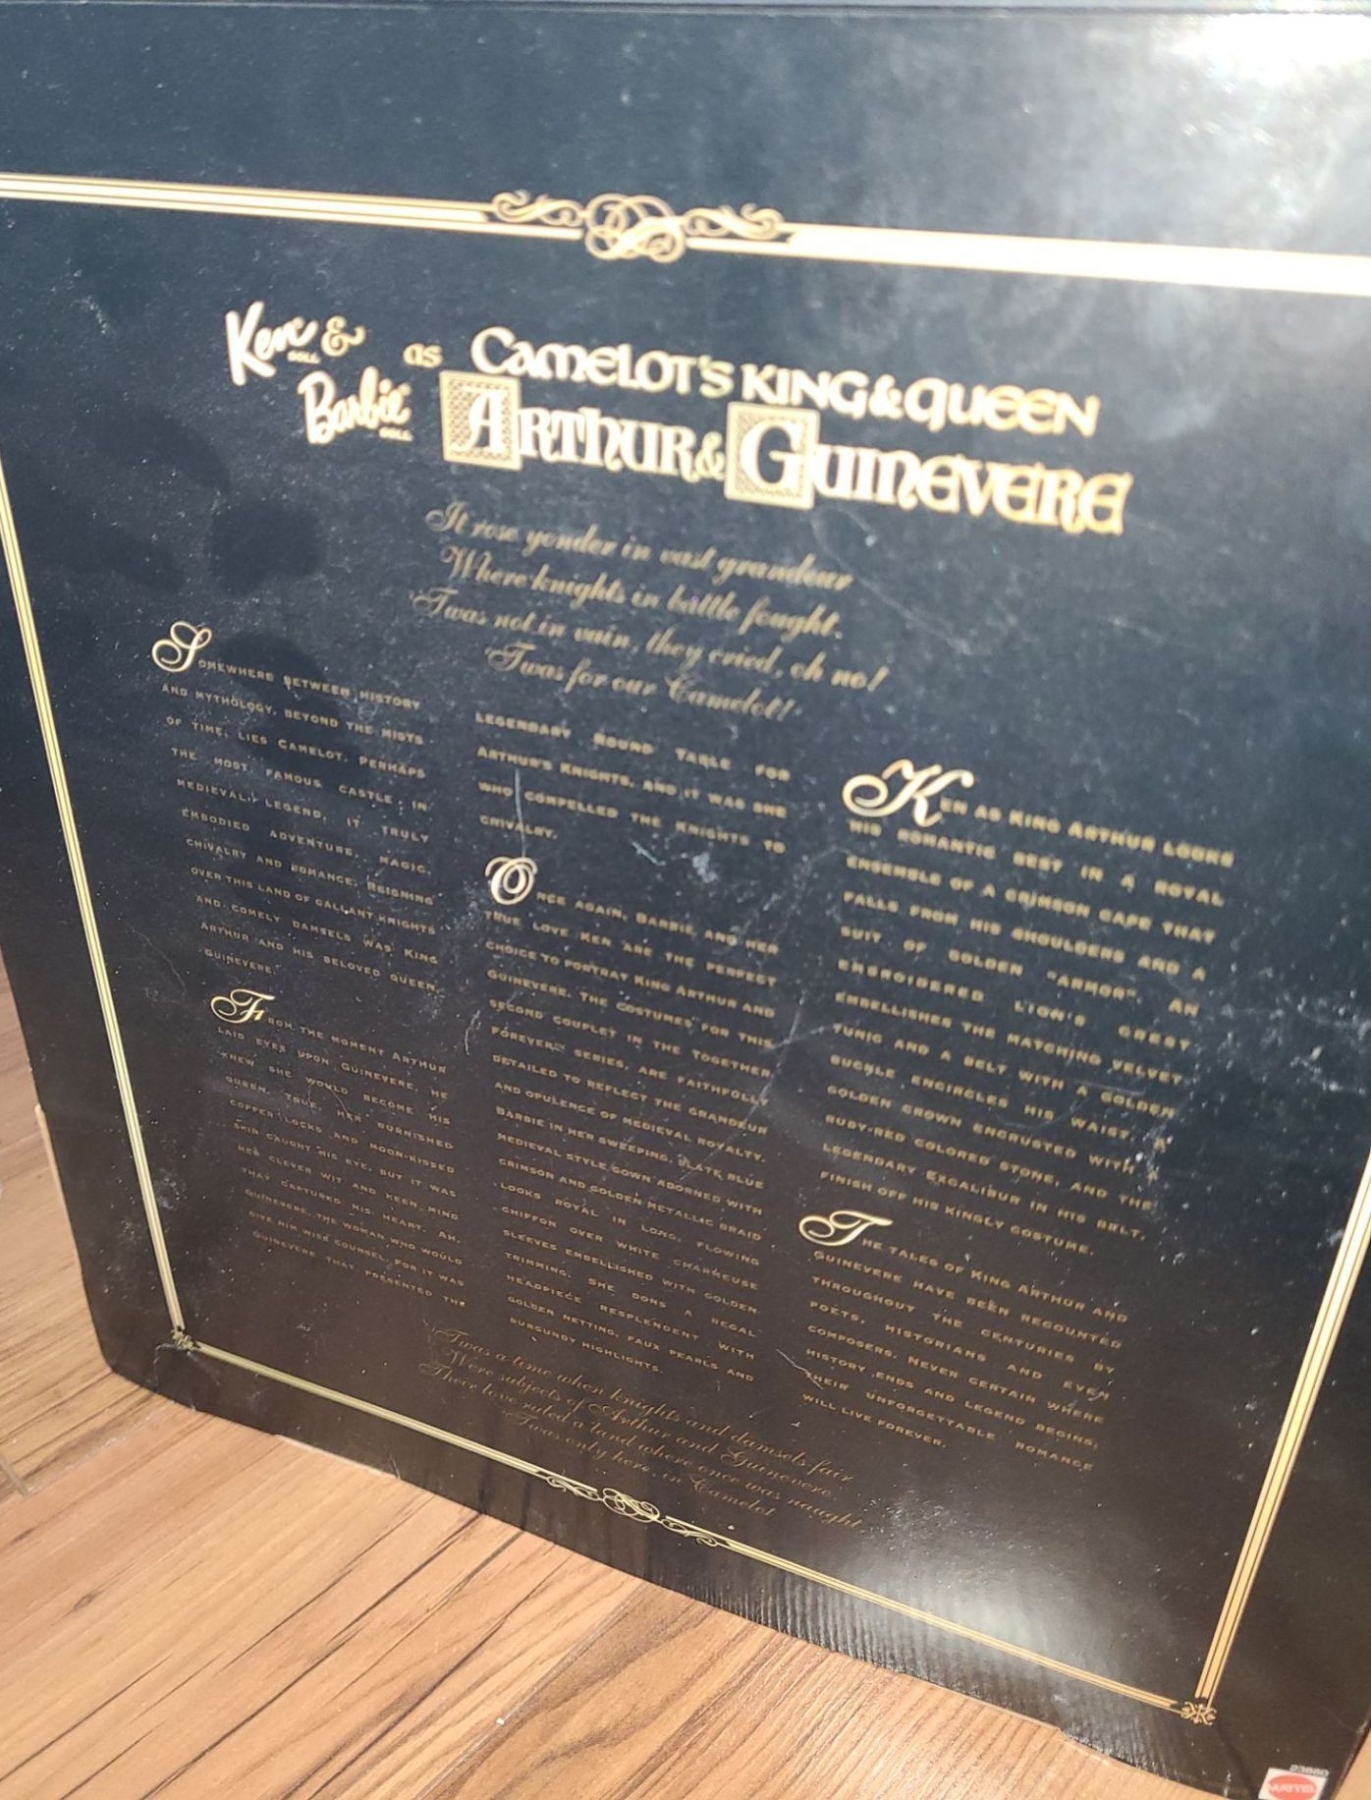 Ken & as Camelot's King & Queen
DOLL
Barbie Arthur & Guinevere
DOLL
It rose yonder in vast grandeur
Where knights in battle fought.
'Twas not in vain, they cried, oh no!
'Twas for our Camelot!
Somewhere between history
and mythology, beyond the mists
of time, lies Camelot. Perhaps
the most famous castle in
medieval legend, it truly
embodied adventure, magic,
chivalry and romance. Reigning
over this land of gallant knights
and comely damsels was King
Arthur and his beloved Queen,
Guinevere.
From the moment Arthur
laid eyes upon Guinevere, he
knew she would become his
queen. True, her burnished
copper locks and moon-kissed
skin caught his eye, but it was
her clever wit and keen mind
that captured his heart. Ah,
Guinevere, the woman who would
give him wise counsel, for it was
Guinevere that presented the
legendary Round Table for
Arthur's Knights, and it was she
who compelled the knights to
chivalry.
Once again, Barbie and her
true love Ken are the perfect
choice to portray King Arthur and
Guinevere. The costumes for this
second couplet in the Together
Forever™ series, are faithfully
detailed to reflect the grandeur
and opulence of medieval royalty.
Barbie in her sweeping, slate blue
medieval style gown adorned with
crimson and golden metallic braid
looks royal in long, flowing
chiffon over white charmeuse
sleeves embellished with golden
trimming. She dons a regal
headpiece resplendent with
golden netting, faux pearls and
burgundy highlights.
Ken as King Arthur looks
his romantic best in a royal
ensemble of a crimson cape that
falls from his shoulders and a
suit of golden "armor". An
embroidered lion's crest
embellishes the matching velvet
tunic and a belt with a golden
buckle encircles his waist. A
golden crown encrusted with a
ruby-red colored stone, and the
legendary Excalibur in his belt,
finish off his kingly costume.
The tales of King Arthur and
Guinevere have been recounted
throughout the centuries by
poets, historians and even
composers. Never certain where
history ends and legend begins,
their unforgettable romance
will live forever.
'Twas a time when knights and damsels fair
Were subjects of Arthur and Guinevere.
Their love ruled a land where once was naught
'Twas only here, in Camelot
23880
MATTEL